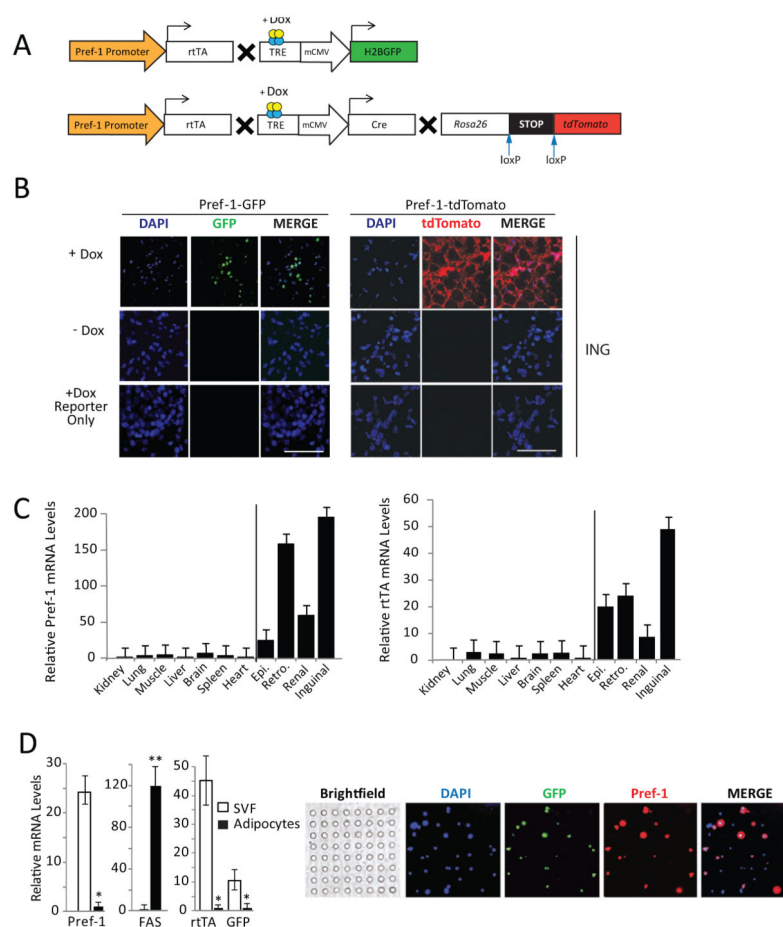 A
+ Dox
Pref-1 Promoter rtTA TRE mCMV H2BGFP
+ Dox
Pref-1 Promoter rtTA TRE mCMV Cre Rosa26 STOP tdTomato
loxP loxP
B
Pref-1-GFP Pref-1-tdTomato
DAPI GFP MERGE DAPI tdTomato MERGE
+ Dox
- Dox
ING
+Dox
Reporter
Only
C
Relative Pref-1 mRNA Levels
200
150
100
50
0
Kidney Lung Muscle Liver Brain Spleen Heart Epi. Retro. Renal Inguinal
Relative rtTA mRNA Levels
60
50
40
30
20
10
0
Kidney Lung Muscle Liver Brain Spleen Heart Epi. Retro. Renal Inguinal
D
Relative mRNA Levels
30
20
10
0
*
Pref-1
120
80
40
0
**
FAS
50
40
30
20
10
0
SVF
Adipocytes
* *
rtTA GFP
Brightfield DAPI GFP Pref-1 MERGE